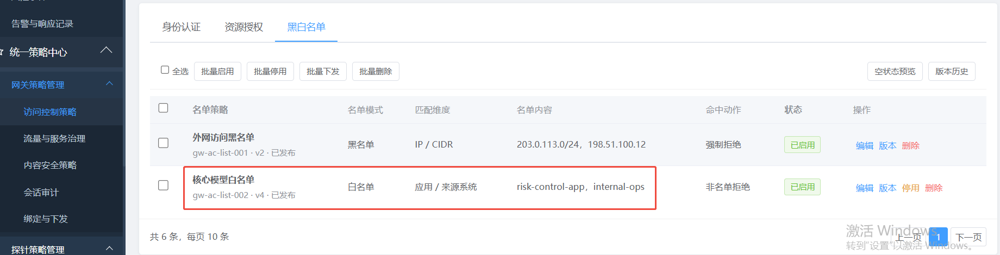 告警与响应记录
统一策略中心
网关策略管理
访问控制策略
流量与服务治理
内容安全策略
会话审计
绑定与下发
探针策略管理
身份认证 资源授权 黑白名单
全选 批量启用 批量停用 批量下发 批量删除 空状态预览 版本历史
名单策略 名单模式 匹配维度 名单内容 命中动作 状态 操作
外网访问黑名单
gw-ac-list-001 · v2 · 已发布
黑名单 IP / CIDR 203.0.113.0/24，198.51.100.12 强制拒绝 已启用 编辑 版本 删除
核心模型白名单
gw-ac-list-002 · v4 · 已发布
白名单 应用 / 来源系统 risk-control-app，internal-ops 非名单拒绝 已启用 编辑 版本 停用 删除
共 6 条，每页 10 条
上一页 1 下一页
激活 Windows
转到"设置"以激活 Windows。